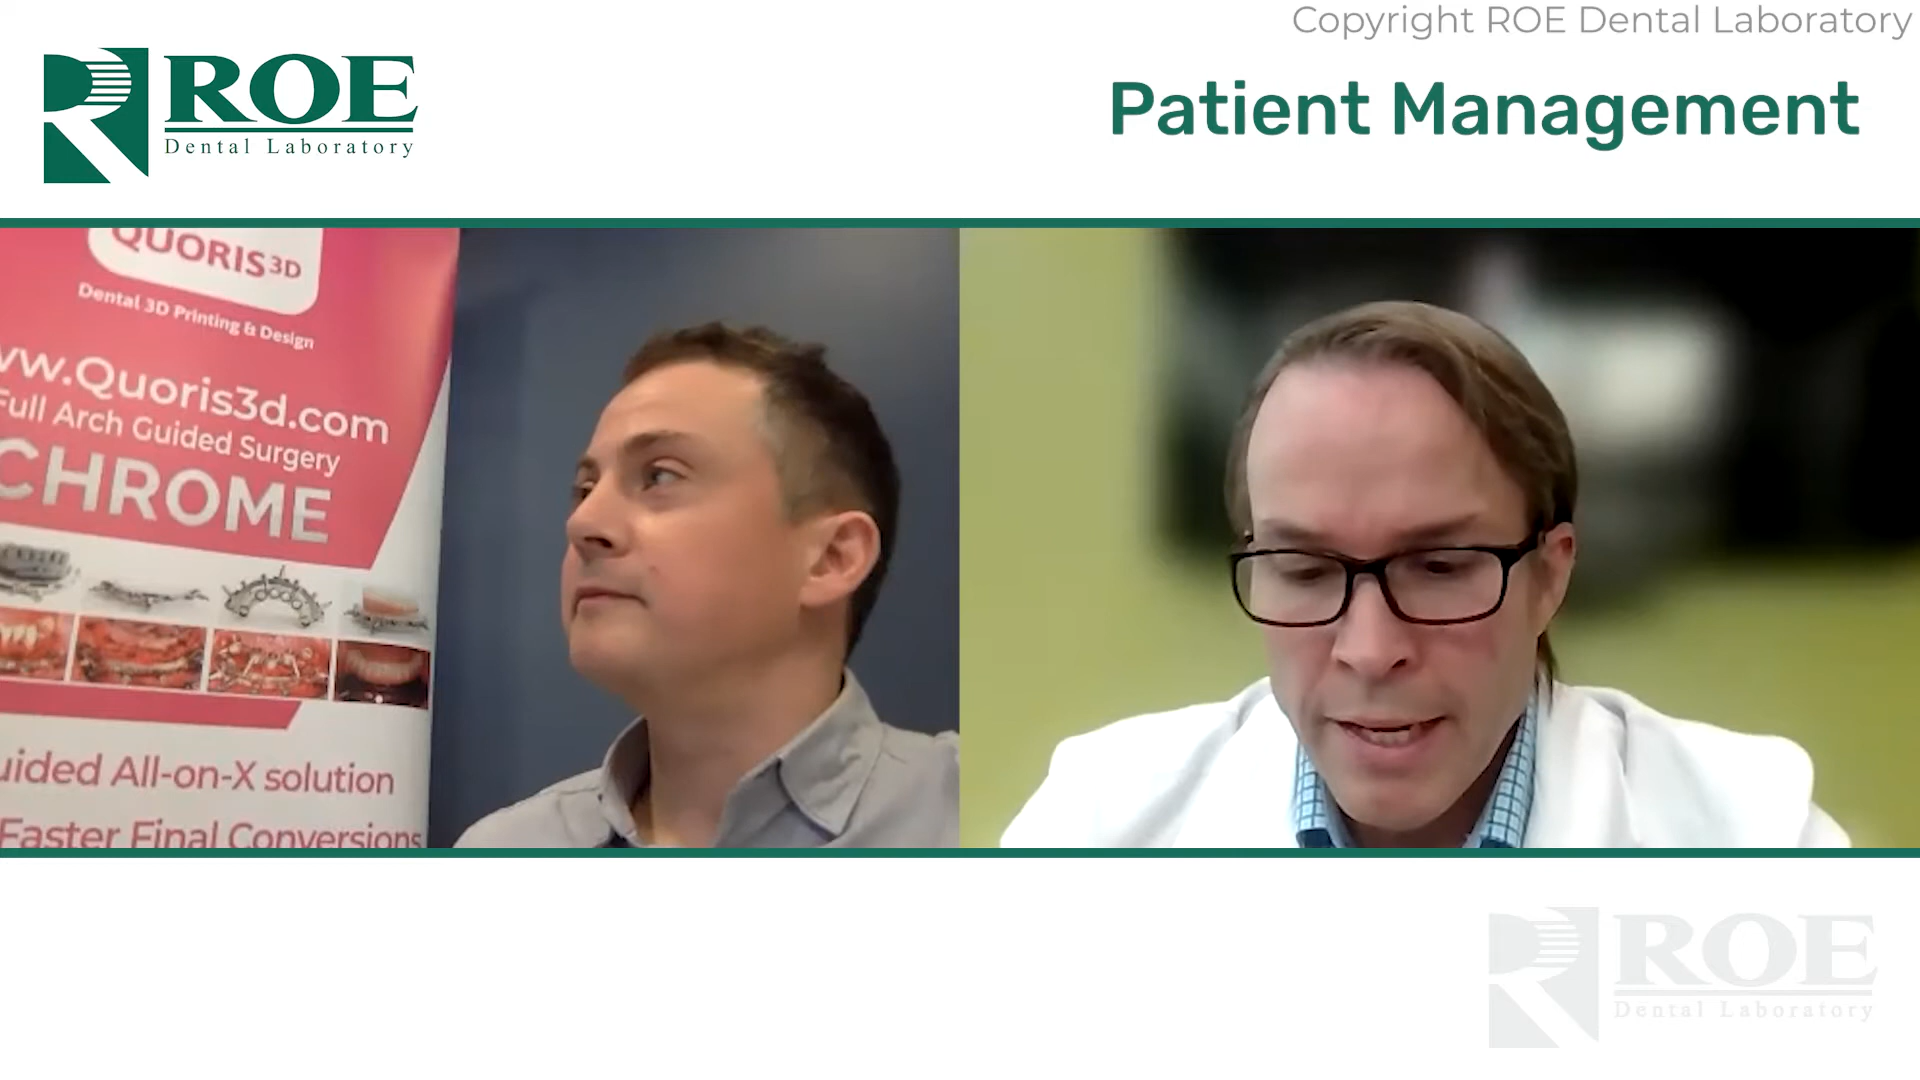 Copyright ROE Dental Laboratory
ROE
Dental Laboratory
Patient Management
QUORIS3D
Dental 3D Printing & Design
ww.Quoris3d.com
Full Arch Guided Surgery
CHROME
uided All-on-X solution
Faster Final Conversions
ROE
Dental Laboratory